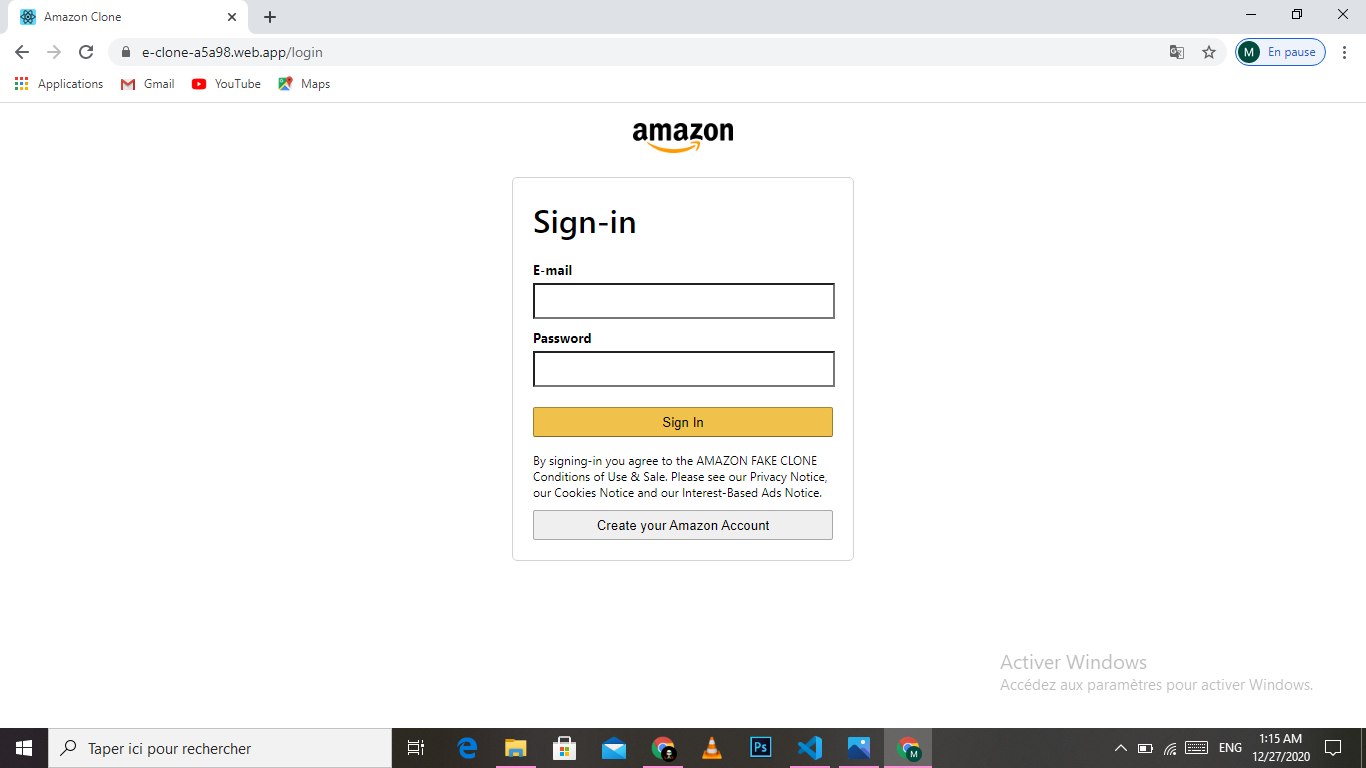 Amazon Clone
e-clone-a5a98.web.app/login
M
En pause
Applications
Gmail
YouTube
Maps
amazon
Sign-in
E-mail
Password
Sign In
By signing-in you agree to the AMAZON FAKE CLONE
Conditions of Use & Sale. Please see our Privacy Notice,
our Cookies Notice and our Interest-Based Ads Notice.
Create your Amazon Account
Activer Windows
Accédez aux paramètres pour activer Windows.
Taper ici pour rechercher
Ps
M
ENG
1:15 AM
12/27/2020